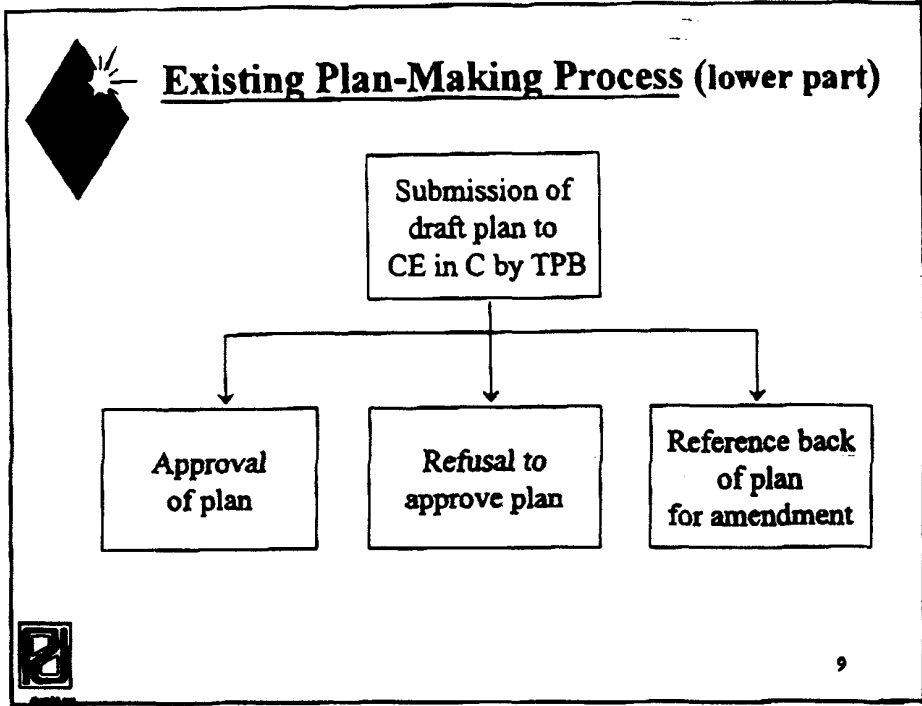 Existing Plan-Making Process (lower part)
Submission of
draft plan to
CE in C by TPB
Approval
of plan
Refusal to
approve plan
Reference back
of plan
for amendment
9